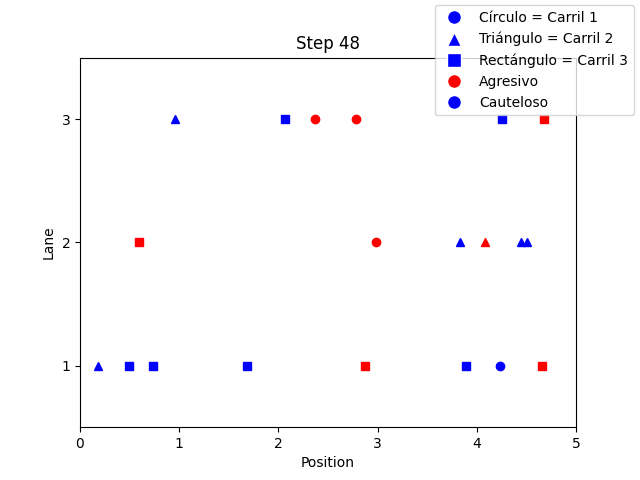 Step 48
Círculo = Carril 1
Triángulo = Carril 2
Rectángulo = Carril 3
Agresivo
Cauteloso
Lane
3
2
1
0 1 2 3 4 5
Position